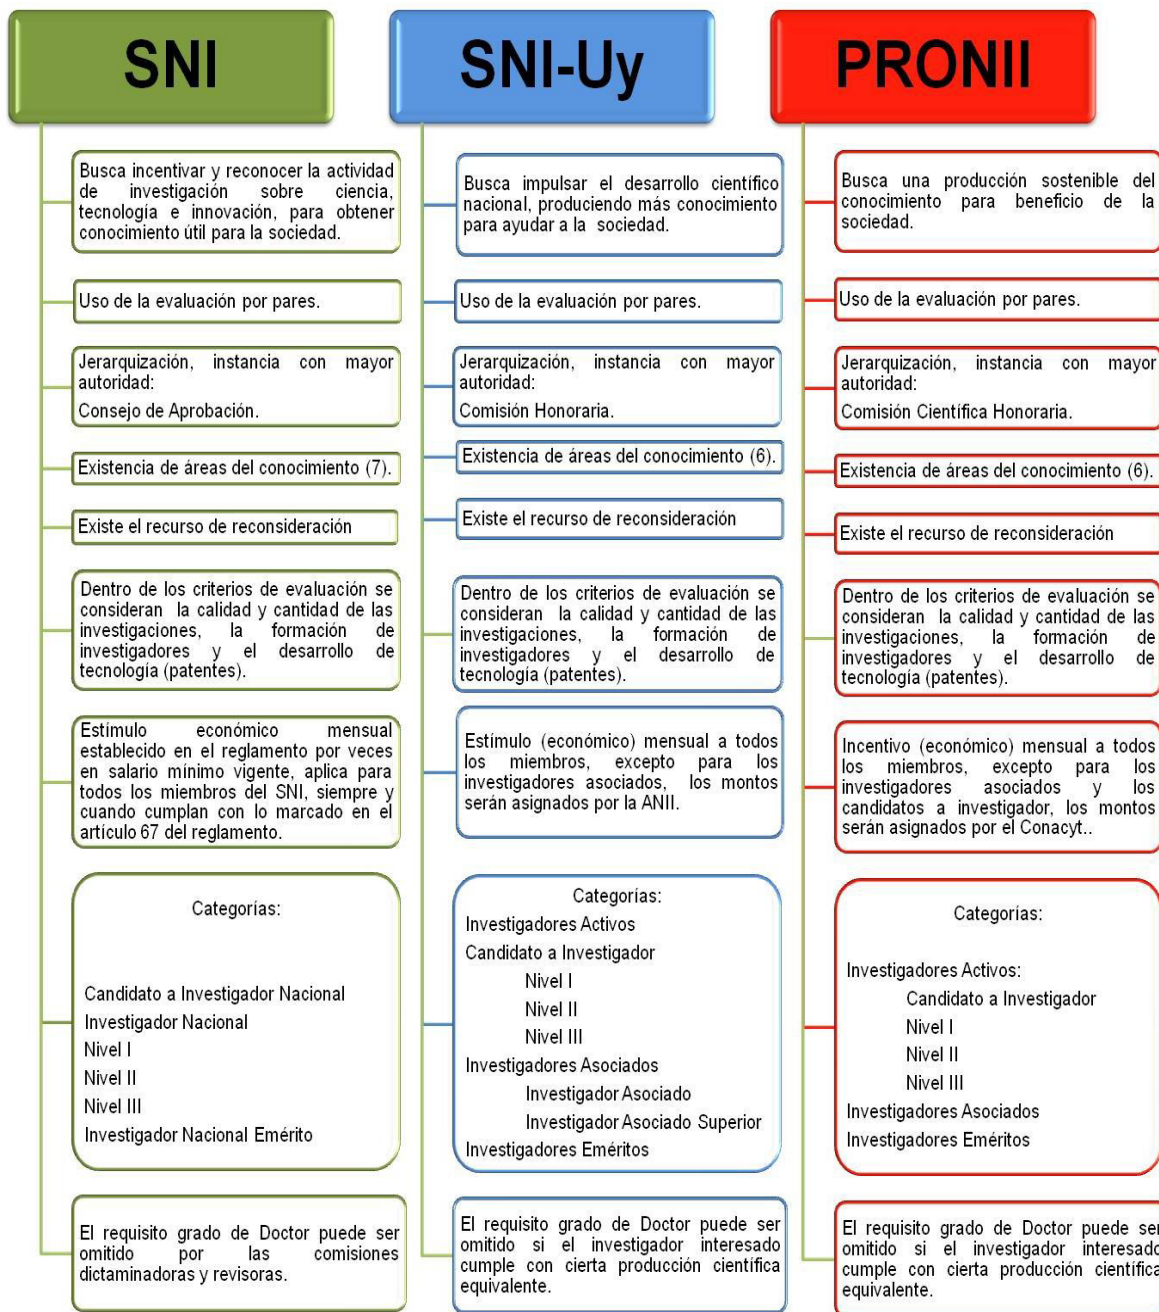 SNI
Busca incentivar y reconocer la actividad
de investigación sobre ciencia,
tecnología e innovación, para obtener
conocimiento útil para la sociedad.
Uso de la evaluación por pares.
Jerarquización, instancia con mayor
autoridad:
Consejo de Aprobación.
Existencia de áreas del conocimiento (7).
Existe el recurso de reconsideración
Dentro de los criterios de evaluación se
consideran la calidad y cantidad de las
investigaciones, la formación de
investigadores y el desarrollo de
tecnología (patentes).
Estímulo económico mensual
establecido en el reglamento por veces
en salario mínimo vigente, aplica para
todos los miembros del SNI, siempre y
cuando cumplan con lo marcado en el
artículo 67 del reglamento.
Categorías:
Candidato a Investigador Nacional
Investigador Nacional
Nivel I
Nivel II
Nivel III
Investigador Nacional Emérito
El requisito grado de Doctor puede ser
omitido por las comisiones
dictaminadoras y revisoras.
SNI-Uy
Busca impulsar el desarrollo científico
nacional, produciendo más conocimiento
para ayudar a la sociedad.
Uso de la evaluación por pares.
Jerarquización, instancia con mayor
autoridad:
Comisión Honoraria.
Existencia de áreas del conocimiento (6).
Existe el recurso de reconsideración
Dentro de los criterios de evaluación se
consideran la calidad y cantidad de las
investigaciones, la formación de
investigadores y el desarrollo de
tecnología (patentes).
Estímulo (económico) mensual a todos
los miembros, excepto para los
investigadores asociados, los montos
serán asignados por la ANII.
Categorías:
Investigadores Activos
Candidato a Investigador
Nivel I
Nivel II
Nivel III
Investigadores Asociados
Investigador Asociado
Investigador Asociado Superior
Investigadores Eméritos
El requisito grado de Doctor puede ser
omitido si el investigador interesado
cumple con cierta producción científica
equivalente.
PRONII
Busca una producción sostenible del
conocimiento para beneficio de la
sociedad.
Uso de la evaluación por pares.
Jerarquización, instancia con mayor
autoridad:
Comisión Científica Honoraria.
Existencia de áreas del conocimiento (6).
Existe el recurso de reconsideración
Dentro de los criterios de evaluación se
consideran la calidad y cantidad de las
investigaciones, la formación de
investigadores y el desarrollo de
tecnología (patentes).
Incentivo (económico) mensual a todos
los miembros, excepto para los
investigadores asociados y los
candidatos a investigador, los montos
serán asignados por el Conacyt..
Categorías:
Investigadores Activos:
Candidato a Investigador
Nivel I
Nivel II
Nivel III
Investigadores Asociados
Investigadores Eméritos
El requisito grado de Doctor puede ser
omitido si el investigador interesado
cumple con cierta producción científica
equivalente.